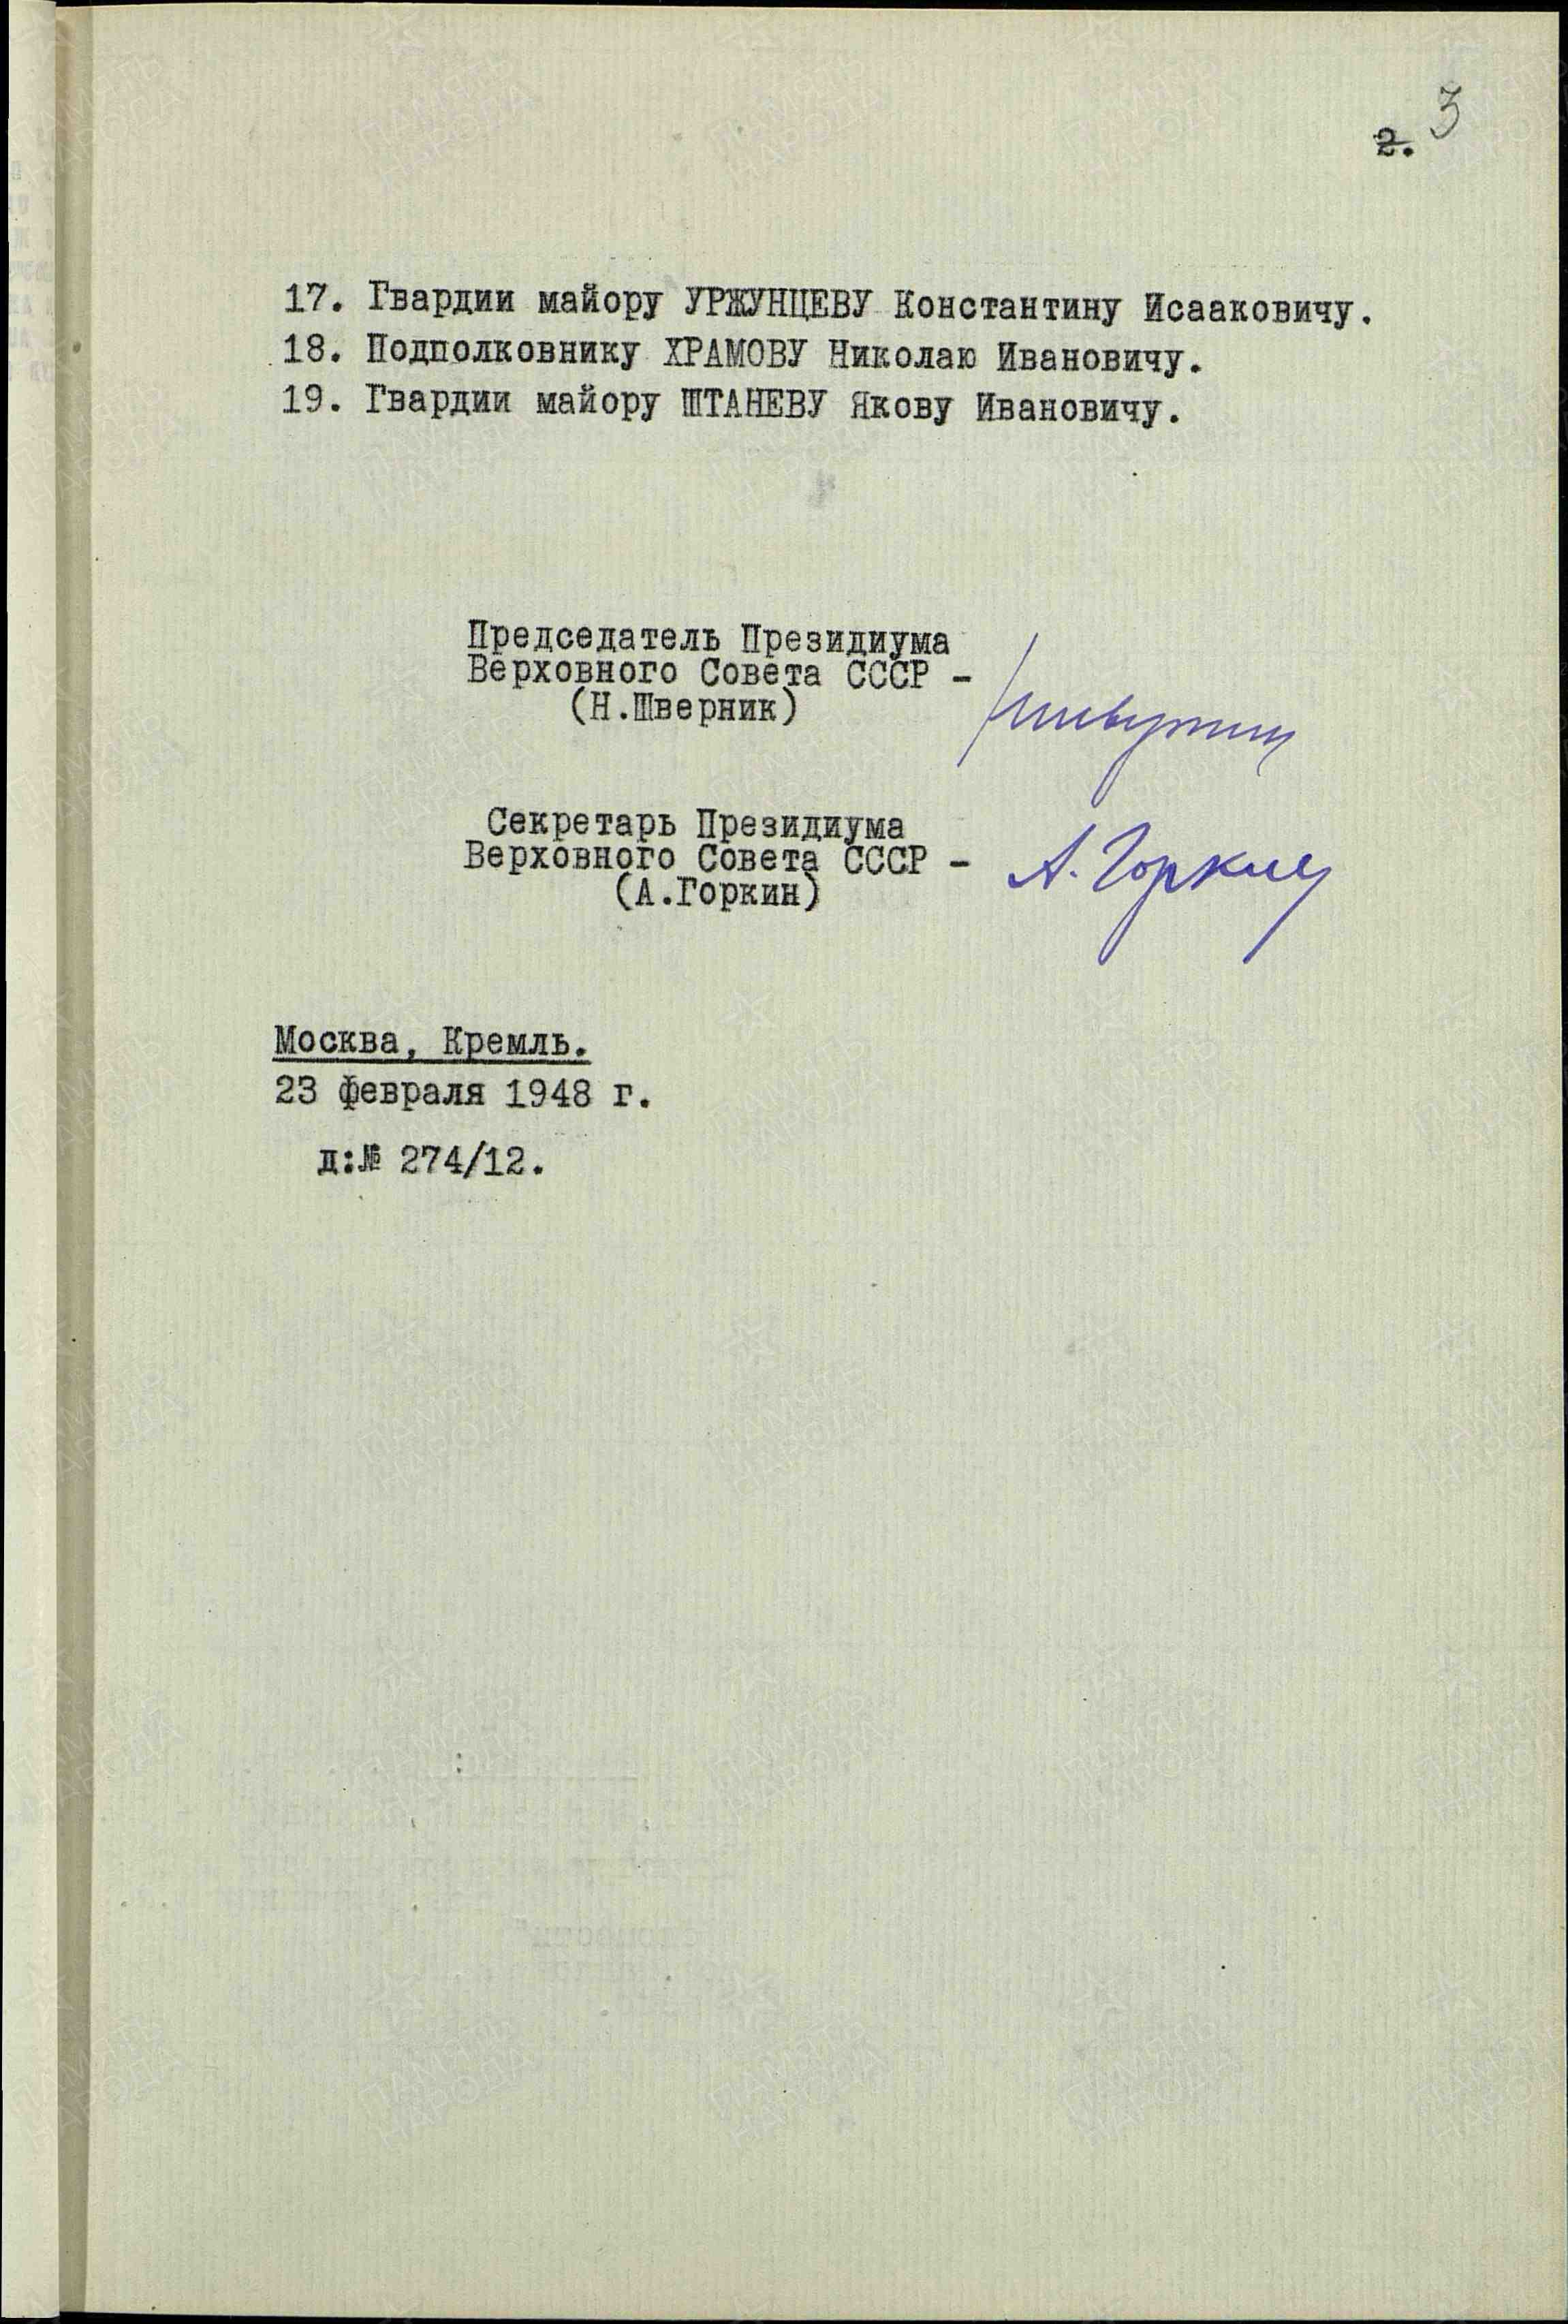 3
2.
17. Гвардии майору УРЖУНЦЕВУ Константину Исааковичу.
18. Подполковнику ХРАМОВУ Николаю Ивановичу.
19. Гвардии майору ШТАНЕВУ Якову Ивановичу.
Председатель Президиума
Верховного Совета СССР -
(Н.Шверник)
Секретарь Президиума
Верховного Совета СССР - А. Горкин
(А.Горкин)
Москва, Кремль.
23 февраля 1948 г.
д:№ 274/12.